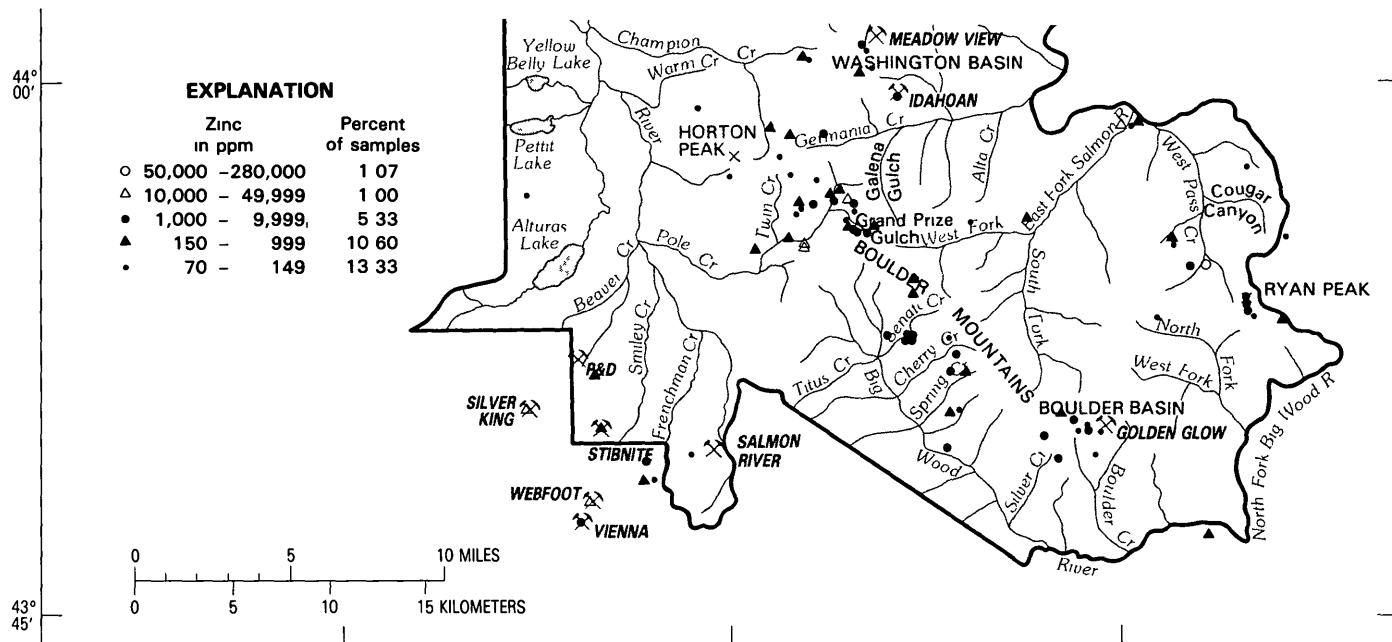 44°
00'
EXPLANATION
Zinc
in ppm
Percent
of samples
50,000 – 280,000 1 07
10,000 – 49,999 1 00
1,000 – 9,999 5 33
150 – 999 10 60
70 – 149 13 33
Yellow
Belly Lake
Champion Cr
Warm Cr
MEADOW VIEW
WASHINGTON BASIN
IDAHOAN
Pettit
Lake
River
HORTON
PEAK
Germania Cr
Galena
Gulch
Alta Cr
East Fork Salmon R
West Pass Cr
Cougar
Canyon
Alturas
Lake
Twin Cr
Grand Prize
Gulch
West Fork
Pole Cr
Beaver Cr
BOULDER MOUNTAINS
South Fork
RYAN PEAK
Smiley Cr
Frenchman Cr
Senate Cr
Cherry Cr
Titus Cr
Big
Spring Cr
North Fork
West Fork
P&D
SILVER
KING
STIBNITE
SALMON
RIVER
BOULDER BASIN
GOLDEN GLOW
Wood
Silver Cr
Boulder Cr
North Fork Big Wood R
WEBFOOT
VIENNA
River
0 5 10 MILES
0 5 10 15 KILOMETERS
43°
45'